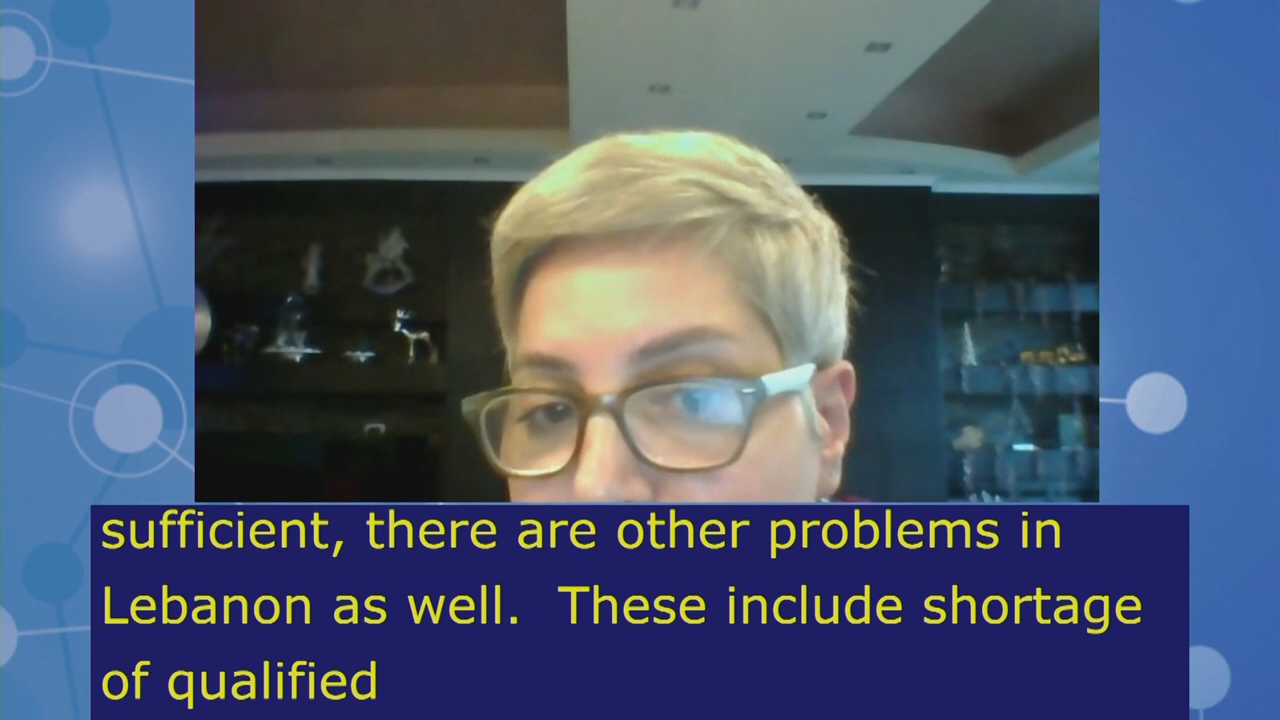 sufficient, there are other problems in
Lebanon as well.  These include shortage
of qualified